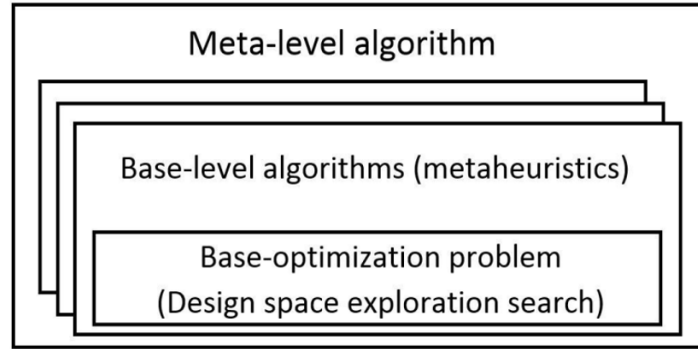 Meta-level algorithm
Base-level algorithms (metaheuristics)
Base-optimization problem
(Design space exploration search)